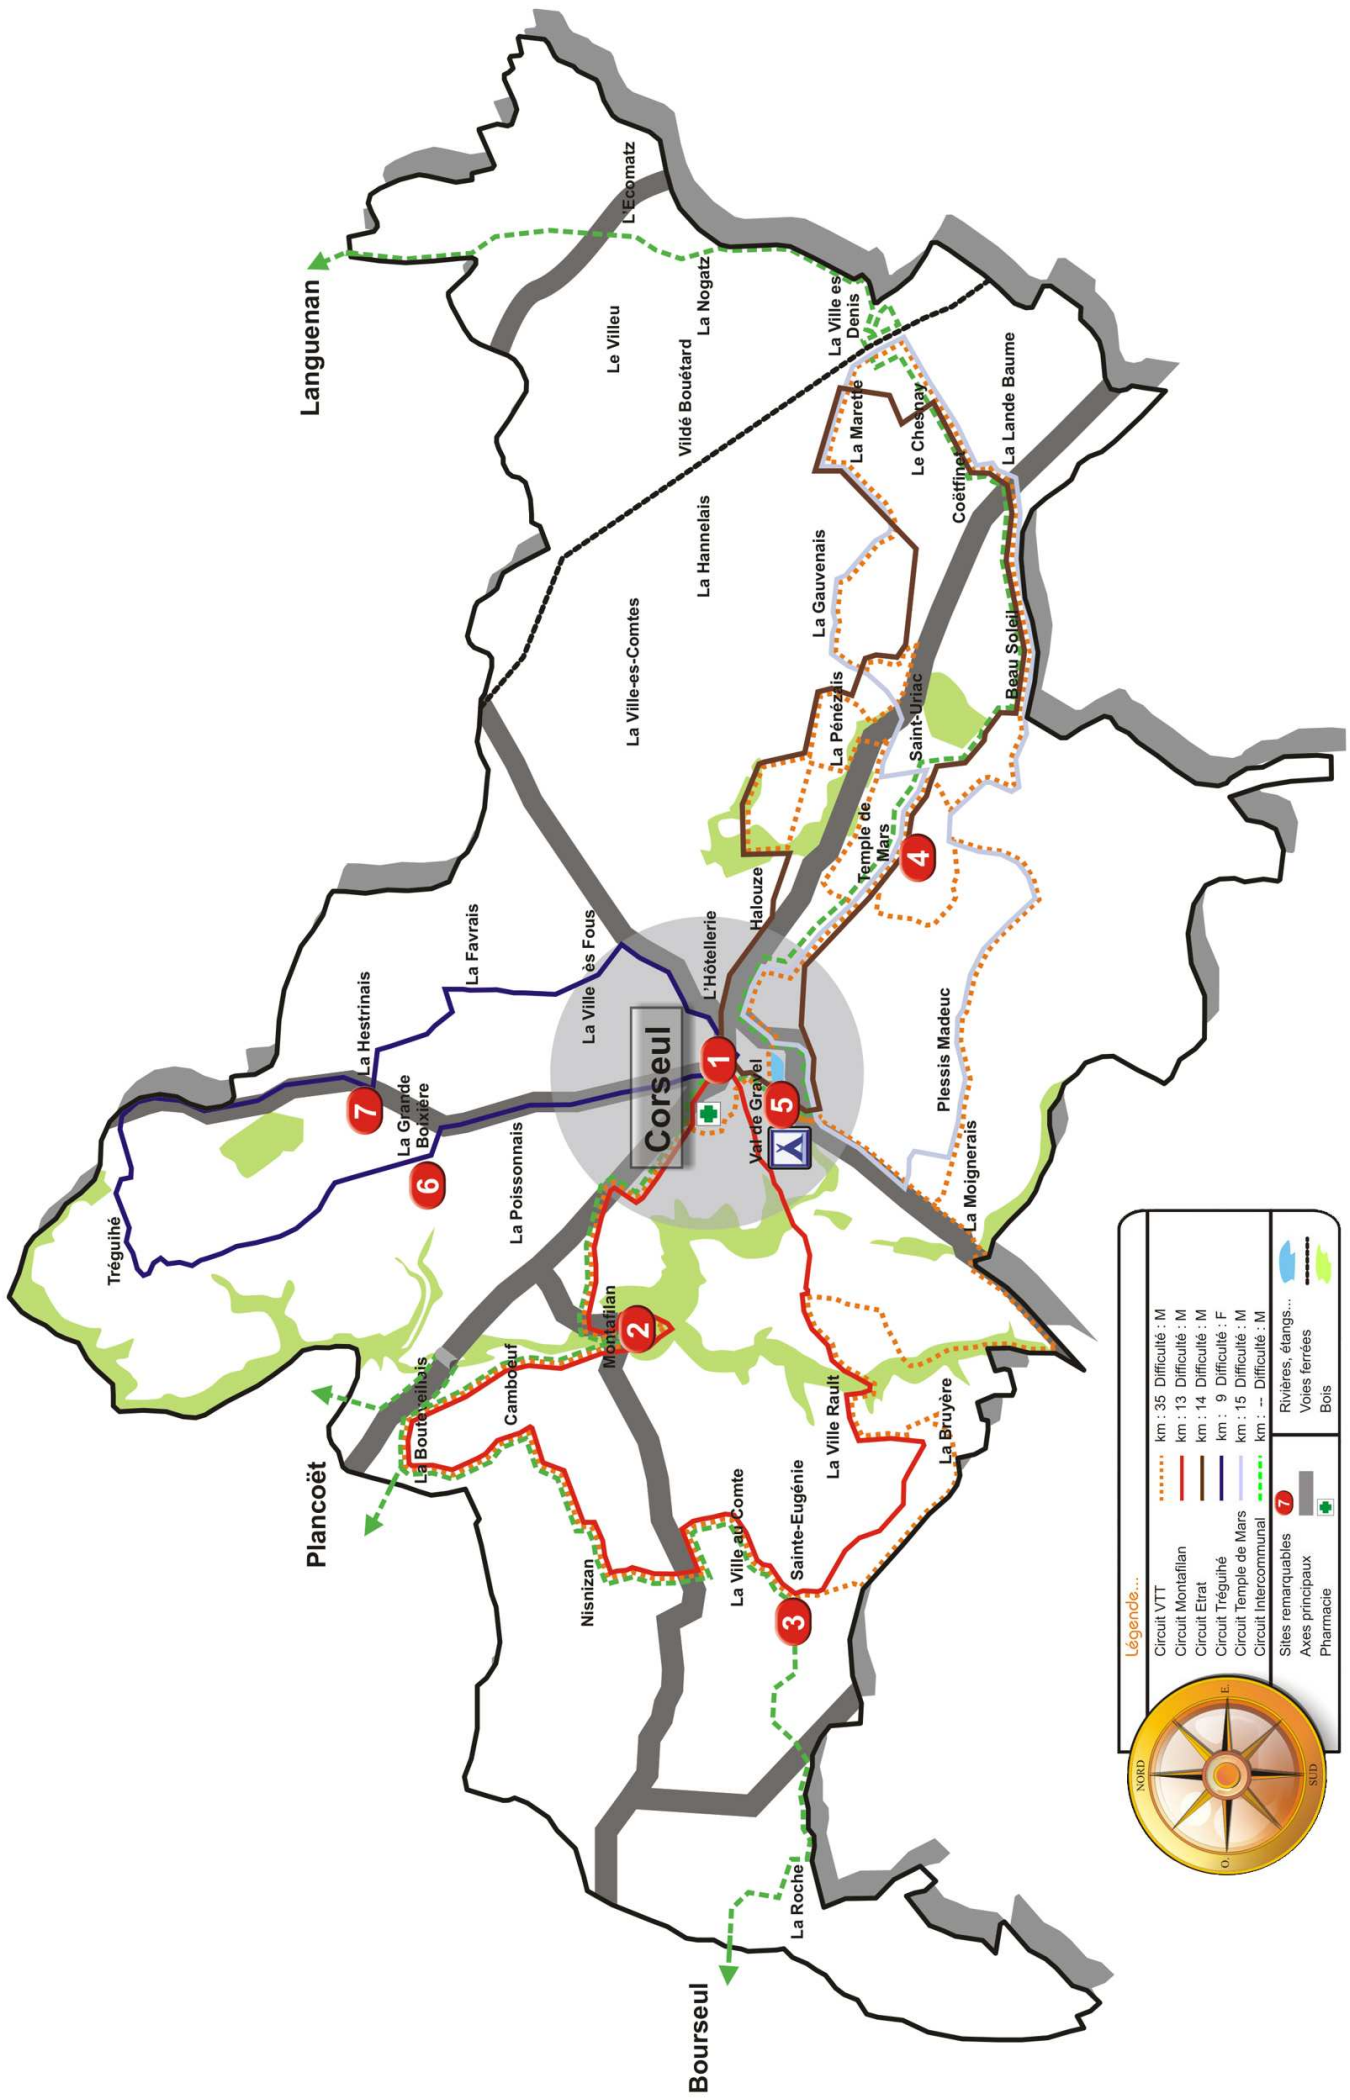 Languenan
Plancoët
Bourseul
Corseul
Tréguihé
La Hestrinais
La Grande
Boixière
La Favrais
La Poissonnais
La Ville ès Fous
L'Ecomatz
Le Villeu
La Nogatz
Vildé Bouétard
La Hannelais
La Ville-es-Comtes
La Ville es
Denis
La Marette
Le Chesnay
La Lande Baume
Coëtfinet
La Gauvenais
La Pénézais
Saint-Uriac
Beau Soleil
Temple de
Mars
Halouze
L'Hôtellerie
Val de Gravel
Plessis Madeuc
La Moignerais
Montafilan
La Bouteveillais
Camboeuf
Nisnizan
La Ville au Comte
Sainte-Eugénie
La Ville Rault
La Bruyère
La Roche
1
2
3
4
5
6
7
Légende...
Circuit VTT km : 35 Difficulté : M
Circuit Montafilan km : 13 Difficulté : M
Circuit Etrat km : 14 Difficulté : M
Circuit Tréguihé km : 9 Difficulté : F
Circuit Temple de Mars km : 15 Difficulté : M
Circuit Intercommunal km : -- Difficulté : M
Sites remarquables 7 Rivières, étangs...
Axes principaux Voies ferrées
Pharmacie Bois
NORD
E.
SUD
O.